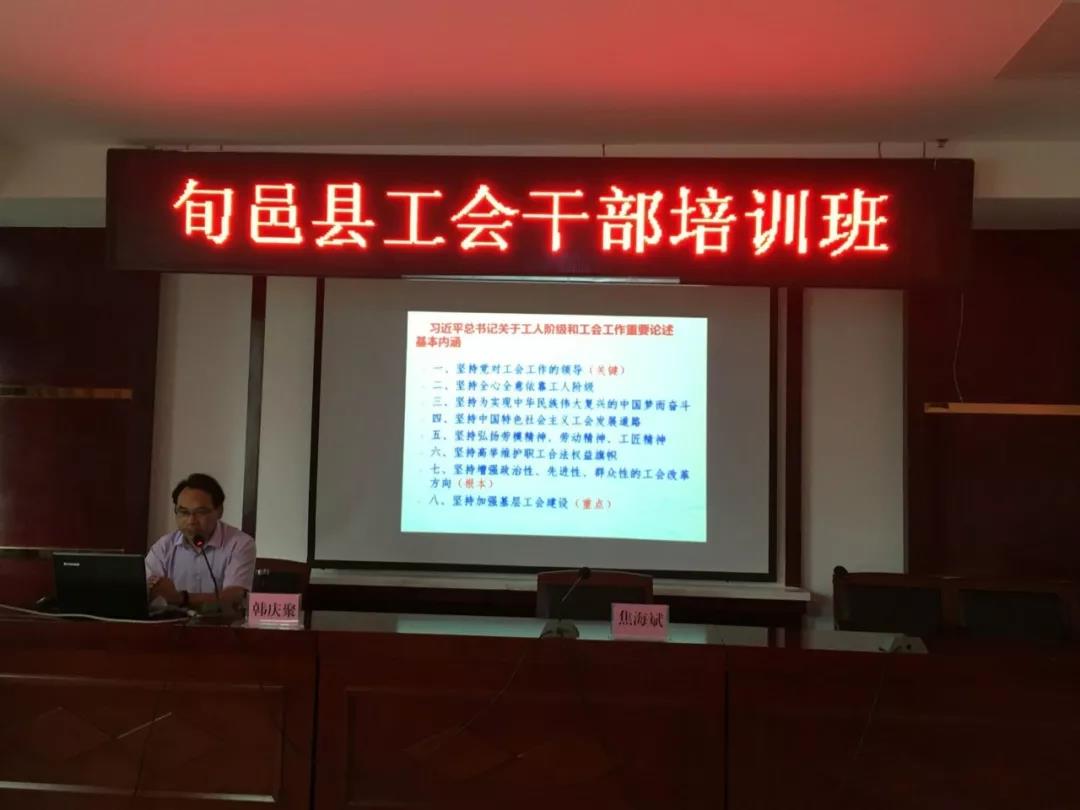 旬邑县工会干部培训班
习近平总书记关于工人阶级和工会工作重要论述
基本内涵
一、坚持党对工会工作的领导（关键）
二、坚持全心全意依靠工人阶级
三、坚持为实现中华民族伟大复兴的中国梦而奋斗
四、坚持中国特色社会主义工会发展道路
五、坚持弘扬劳模精神、劳动精神、工匠精神
六、坚持高举维护职工合法权益旗帜
七、坚持增强政治性、先进性、群众性的工会改革
方向（根本）
八、坚持加强基层工会建设（重点）
韩庆聚
焦海斌